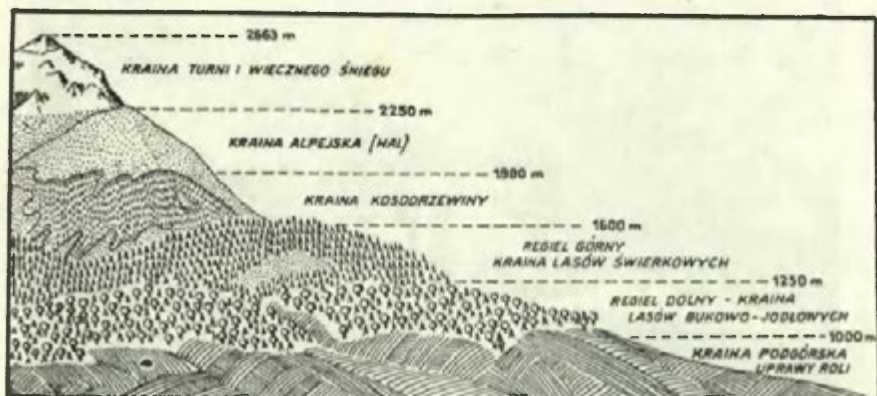 2663 m
KRAINA TURNI I WIECZNEGO ŚNIEGU
2250 m
KRAINA ALPEJSKA (HAL)
1900 m
KRAINA KOSODRZEWINY
1600 m
REGIEL GÓRNY
KRAINA LASÓW ŚWIERKOWYCH
1250 m
REGIEL DOLNY - KRAINA
LASÓW BUKOWO-JODŁOWYCH
1000 m
KRAINA PODGÓRSKA
UPRAWY ROLI